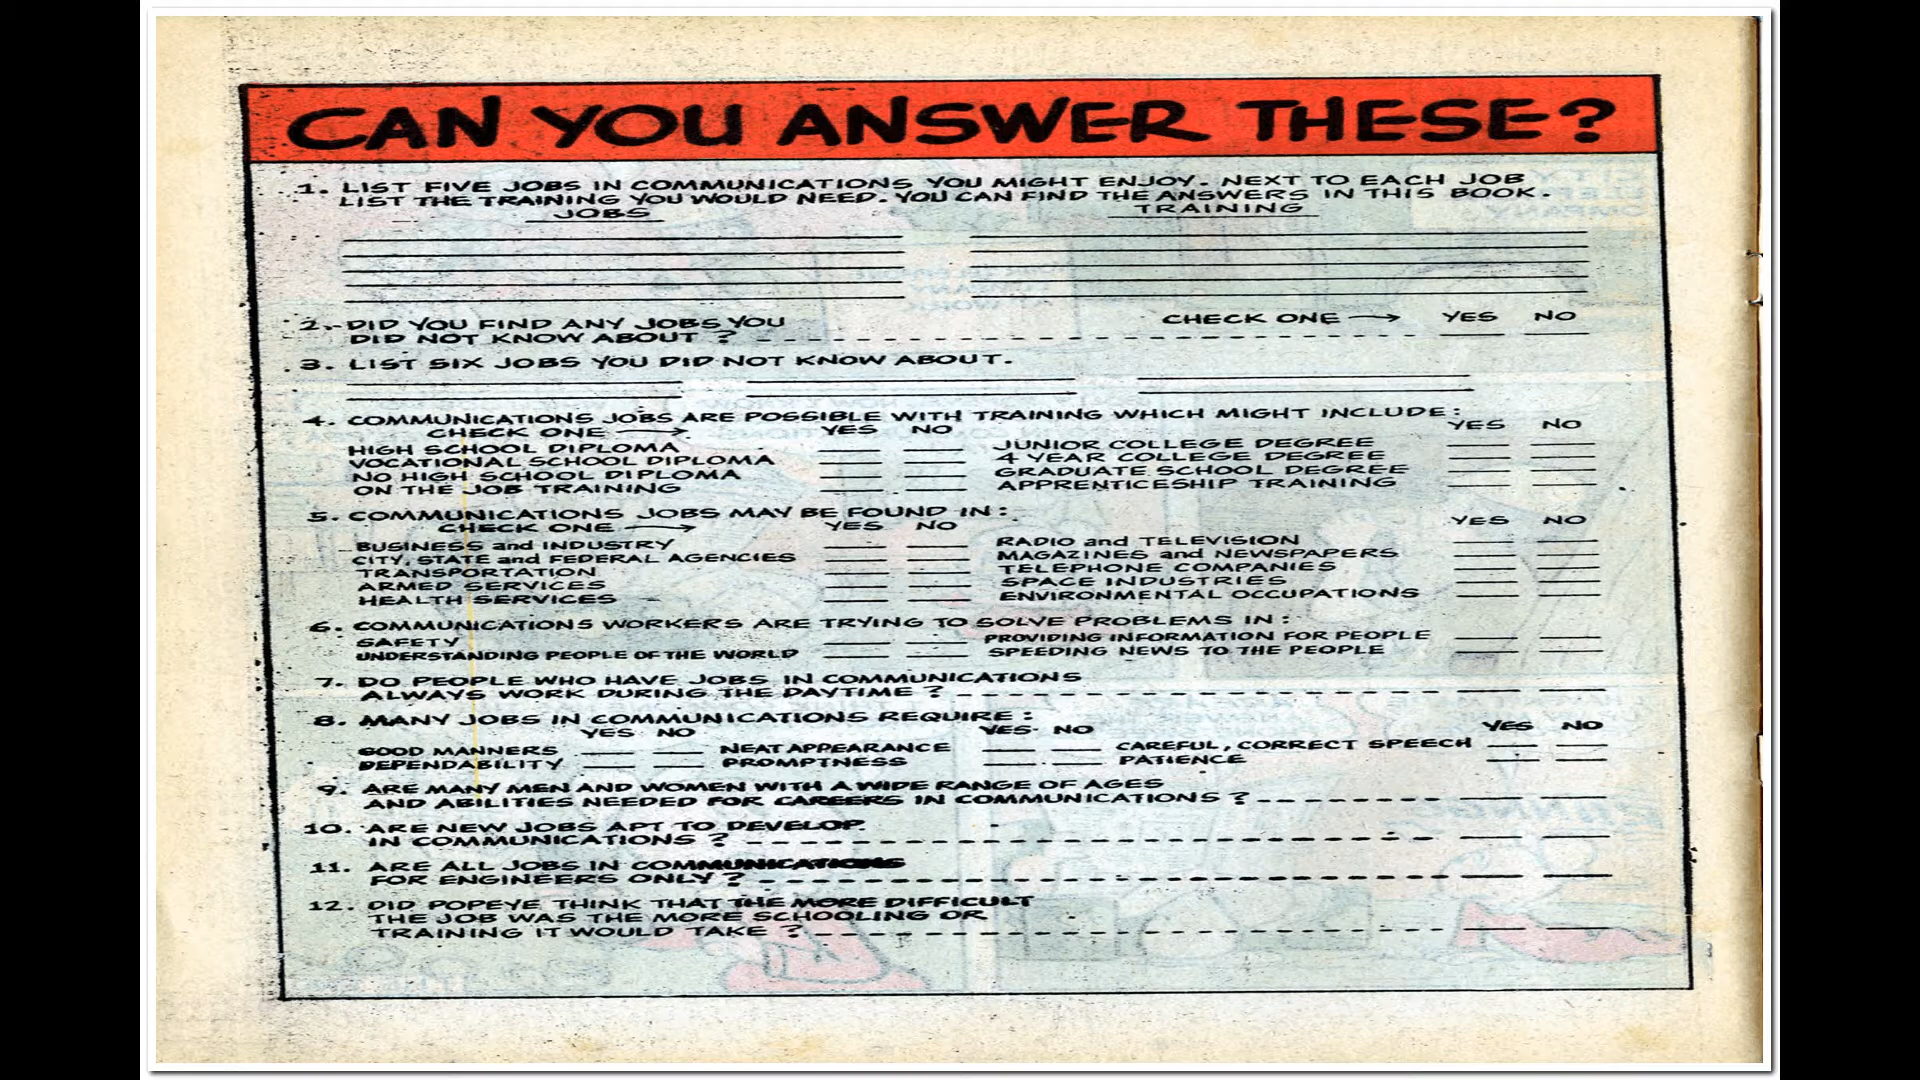 CAN YOU ANSWER THESE?
1. LIST FIVE JOBS IN COMMUNICATIONS YOU MIGHT ENJOY. NEXT TO EACH JOB
LIST THE TRAINING YOU WOULD NEED. YOU CAN FIND THE ANSWERS IN THIS BOOK.
JOBS TRAINING
2. DID YOU FIND ANY JOBS YOU CHECK ONE → YES NO
DID NOT KNOW ABOUT ?
3. LIST SIX JOBS YOU DID NOT KNOW ABOUT.
4. COMMUNICATIONS JOBS ARE POSSIBLE WITH TRAINING WHICH MIGHT INCLUDE:
CHECK ONE → YES NO YES NO
HIGH SCHOOL DIPLOMA JUNIOR COLLEGE DEGREE
VOCATIONAL SCHOOL DIPLOMA 4 YEAR COLLEGE DEGREE
NO HIGH SCHOOL DIPLOMA GRADUATE SCHOOL DEGREE
ON THE JOB TRAINING APPRENTICESHIP TRAINING
5. COMMUNICATIONS JOBS MAY BE FOUND IN:
CHECK ONE → YES NO YES NO
BUSINESS and INDUSTRY RADIO and TELEVISION
CITY, STATE and FEDERAL AGENCIES MAGAZINES and NEWSPAPERS
TRANSPORTATION TELEPHONE COMPANIES
ARMED SERVICES SPACE INDUSTRIES
HEALTH SERVICES ENVIRONMENTAL OCCUPATIONS
6. COMMUNICATIONS WORKERS ARE TRYING TO SOLVE PROBLEMS IN:
SAFETY PROVIDING INFORMATION FOR PEOPLE
UNDERSTANDING PEOPLE OF THE WORLD SPEEDING NEWS TO THE PEOPLE
7. DO PEOPLE WHO HAVE JOBS IN COMMUNICATIONS
ALWAYS WORK DURING THE DAYTIME ?
8. MANY JOBS IN COMMUNICATIONS REQUIRE:
YES NO YES NO YES NO
GOOD MANNERS NEAT APPEARANCE CAREFUL, CORRECT SPEECH
DEPENDABILITY PROMPTNESS PATIENCE
9. ARE MANY MEN AND WOMEN WITH A WIDE RANGE OF AGES
AND ABILITIES NEEDED FOR CAREERS IN COMMUNICATIONS ?
10. ARE NEW JOBS APT TO DEVELOP
IN COMMUNICATIONS ?
11. ARE ALL JOBS IN COMMUNICATIONS
FOR ENGINEERS ONLY ?
12. DID POPEYE THINK THAT THE MORE DIFFICULT
THE JOB WAS THE MORE SCHOOLING OR
TRAINING IT WOULD TAKE ?